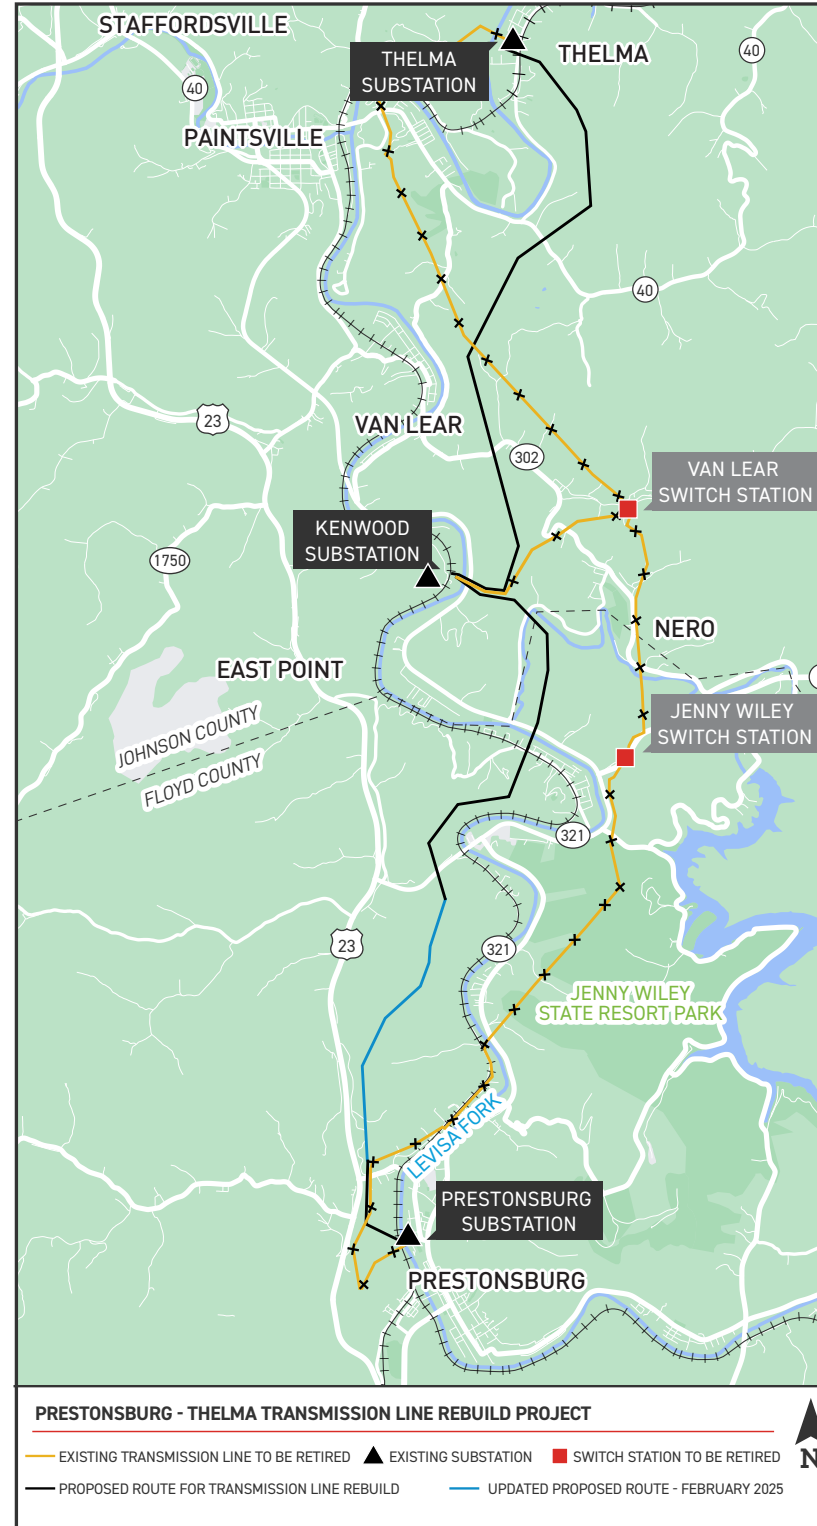 STAFFORDSVILLE
THELMA
SUBSTATION
THELMA
40
40
PAINTSVILLE
40
23
VAN LEAR
302
VAN LEAR
SWITCH STATION
KENWOOD
SUBSTATION
1750
NERO
EAST POINT
JENNY WILEY
SWITCH STATION
JOHNSON COUNTY
FLOYD COUNTY
321
23
321
JENNY WILEY
STATE RESORT PARK
LEVISA FORK
PRESTONSBURG
SUBSTATION
PRESTONSBURG
PRESTONSBURG - THELMA TRANSMISSION LINE REBUILD PROJECT
EXISTING TRANSMISSION LINE TO BE RETIRED
EXISTING SUBSTATION
SWITCH STATION TO BE RETIRED
PROPOSED ROUTE FOR TRANSMISSION LINE REBUILD
UPDATED PROPOSED ROUTE - FEBRUARY 2025
N